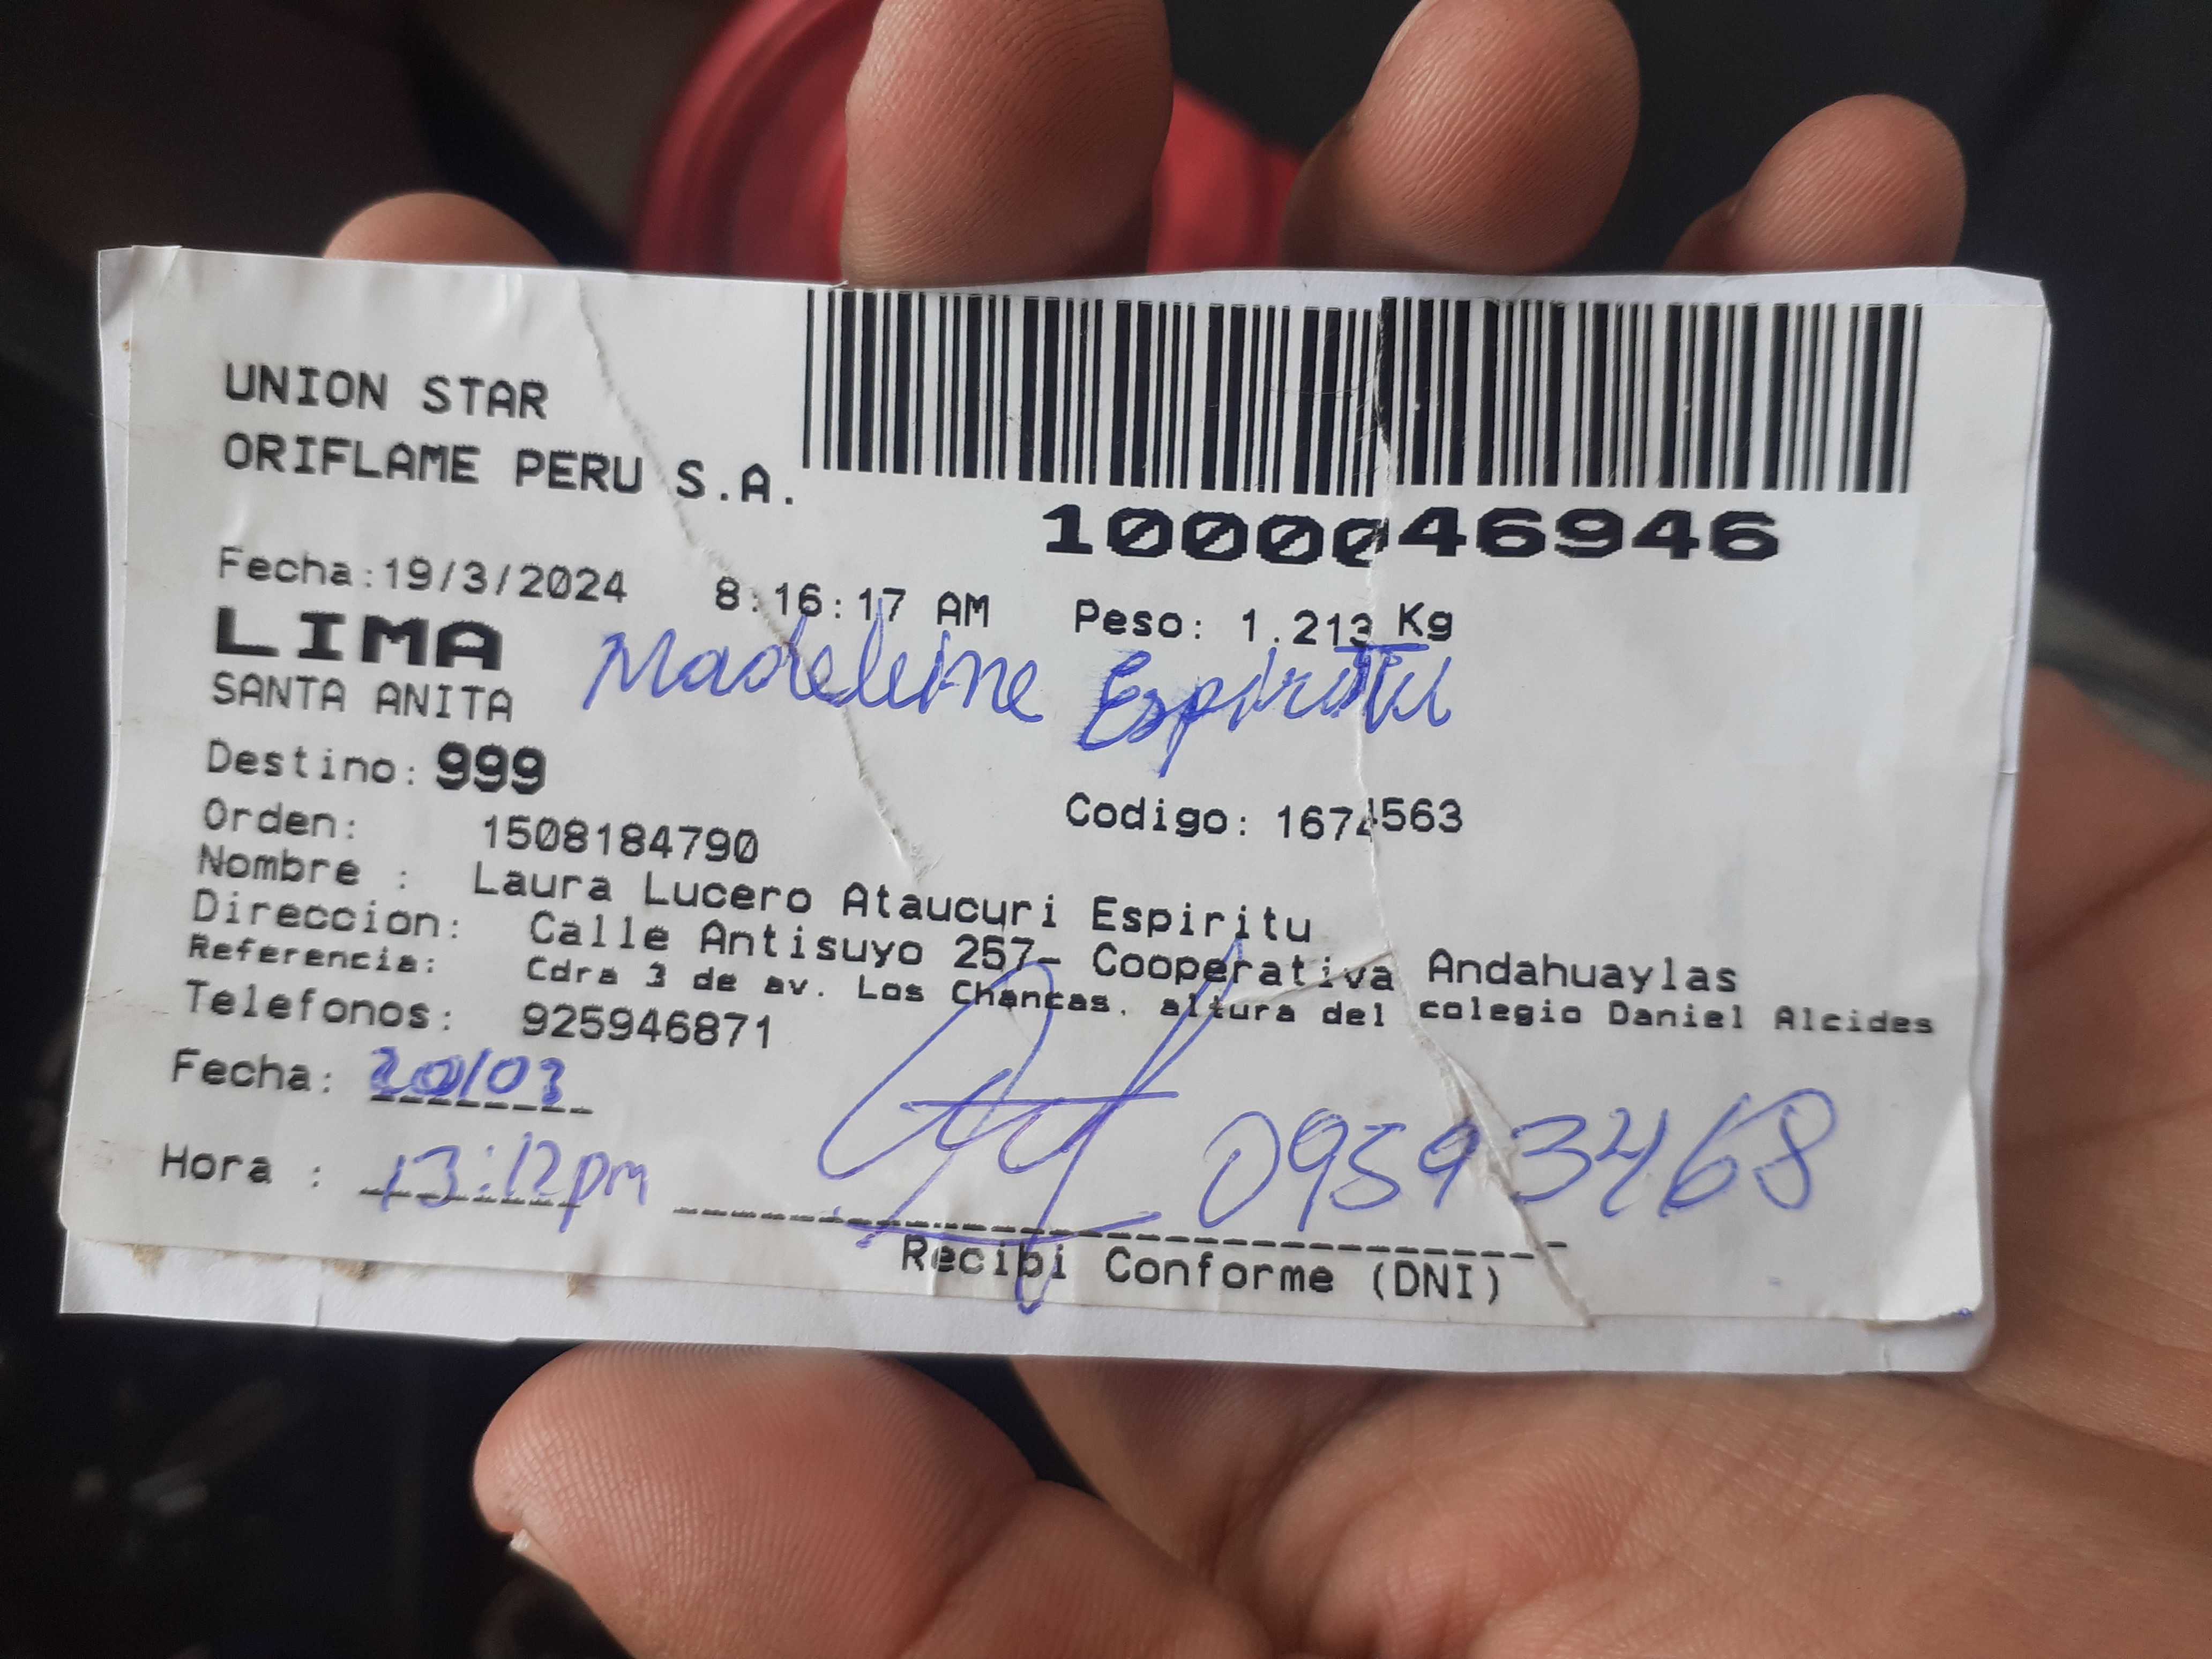 UNION STAR
ORIFLAME PERU S.A.
1000046946
Fecha:19/3/2024 8:16:17 AM Peso: 1.213 Kg
LIMA
SANTA ANITA Madeleine Espiritu
Destino: 999
Orden: 1508184790 Codigo: 1674563
Nombre : Laura Lucero Ataucuri Espiritu
Direccion: Calle Antisuyo 257- Cooperativa Andahuaylas
Referencia: Cdra 3 de av. Los Chancas, altura del colegio Daniel Alcides
Telefonos: 925946871
Fecha: 20/03
Hora : 13:12pm 09593468
Recibi Conforme (DNI)